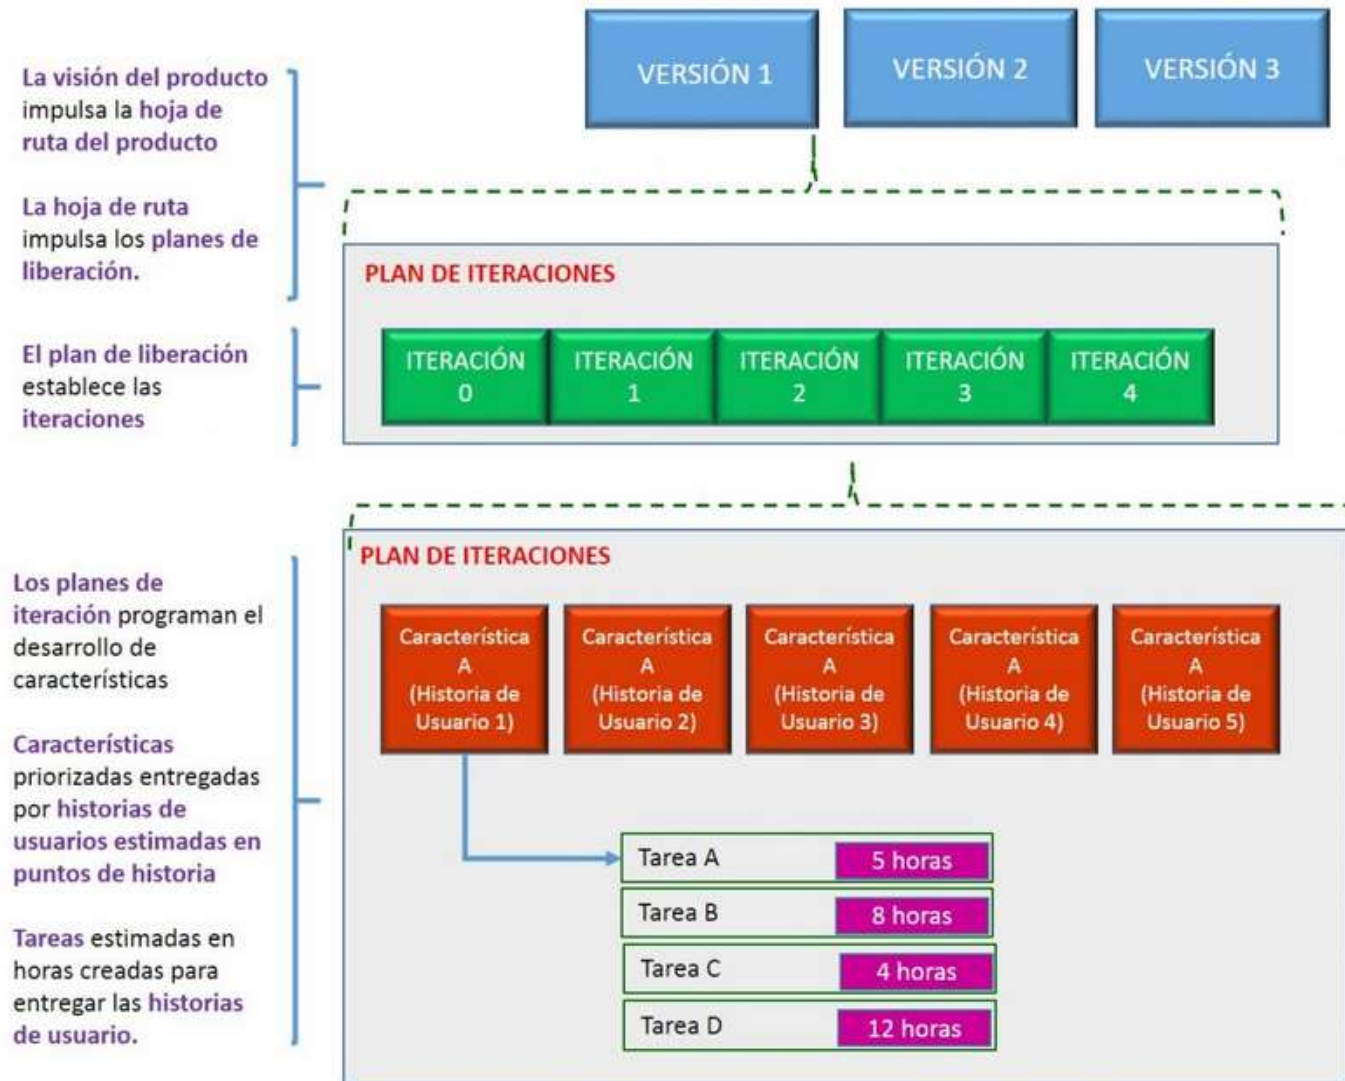 VERSIÓN 1
VERSIÓN 2
VERSIÓN 3
La visión del producto
impulsa la hoja de
ruta del producto
La hoja de ruta
impulsa los planes de
liberación.
PLAN DE ITERACIONES
El plan de liberación
establece las
iteraciones
ITERACIÓN
0
ITERACIÓN
1
ITERACIÓN
2
ITERACIÓN
3
ITERACIÓN
4
PLAN DE ITERACIONES
Los planes de
iteración programan el
desarrollo de
características
Características
priorizadas entregadas
por historias de
usuarios estimadas en
puntos de historia
Tareas estimadas en
horas creadas para
entregar las historias
de usuario.
Característica
A
(Historia de
Usuario 1)
Característica
A
(Historia de
Usuario 2)
Característica
A
(Historia de
Usuario 3)
Característica
A
(Historia de
Usuario 4)
Característica
A
(Historia de
Usuario 5)
Tarea A 5 horas
Tarea B 8 horas
Tarea C 4 horas
Tarea D 12 horas